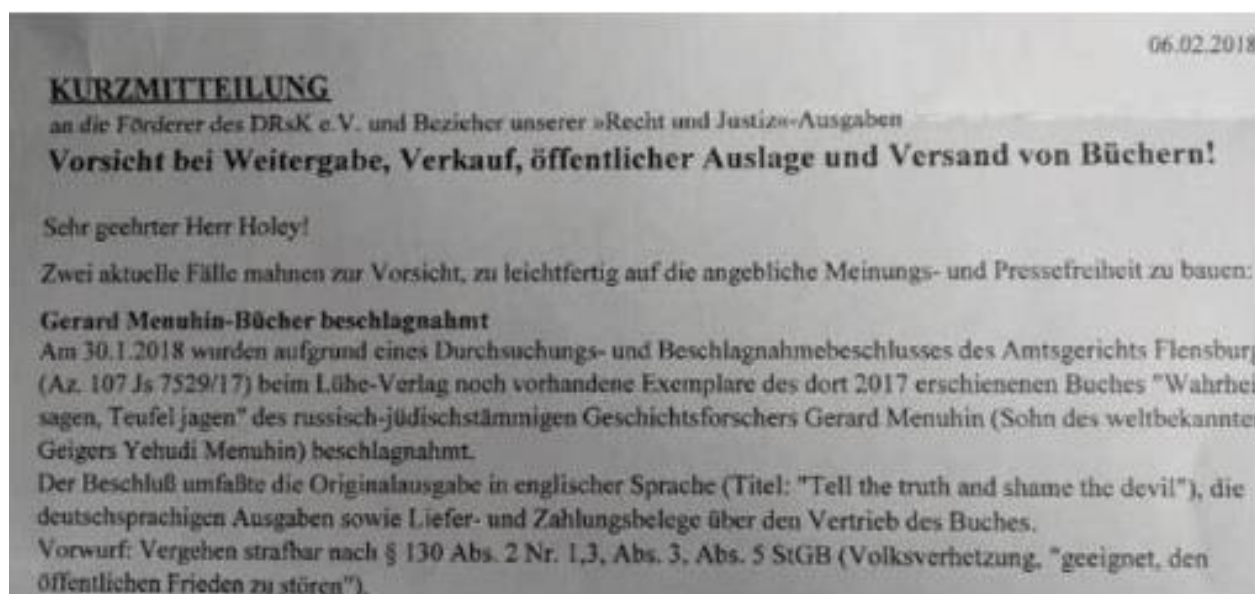 06.02.2018
KURZMITTEILUNG
an die Förderer des DRsK e.V. und Bezieher unserer »Recht und Justiz«-Ausgaben
Vorsicht bei Weitergabe, Verkauf, öffentlicher Auslage und Versand von Büchern!
Sehr geehrter Herr Holey!
Zwei aktuelle Fälle mahnen zur Vorsicht, zu leichtfertig auf die angebliche Meinungs- und Pressefreiheit zu bauen:
Gerard Menuhin-Bücher beschlagnahmt
Am 30.1.2018 wurden aufgrund eines Durchsuchungs- und Beschlagnahmebeschlusses des Amtsgerichts Flensburg
(Az. 107 Js 7529/17) beim Lühe-Verlag noch vorhandene Exemplare des dort 2017 erschienenen Buches "Wahrhei
sagen, Teufel jagen" des russisch-jüdischstämmigen Geschichtsforschers Gerard Menuhin (Sohn des weltbekannte
Geigers Yehudi Menuhin) beschlagnahmt.
Der Beschluß umfaßte die Originalausgabe in englischer Sprache (Titel: "Tell the truth and shame the devil"), die
deutschsprachigen Ausgaben sowie Liefer- und Zahlungsbelege über den Vertrieb des Buches.
Vorwurf: Vergehen strafbar nach § 130 Abs. 2 Nr. 1,3, Abs. 3, Abs. 5 StGB (Volksverhetzung, "geeignet, den
öffentlichen Frieden zu stören").